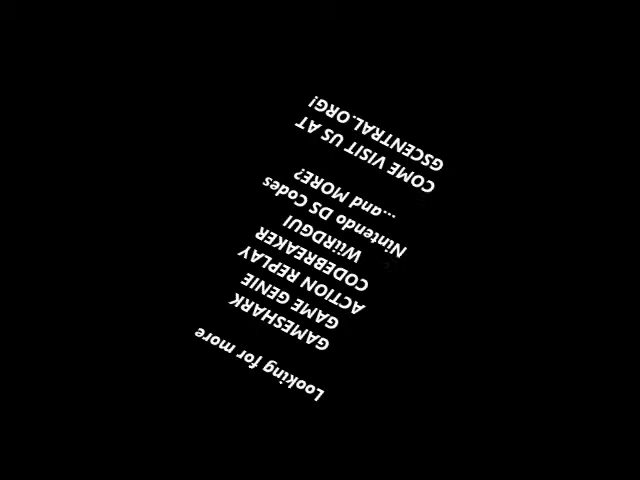 Looking for more
GAMESHARK
GAME GENIE
ACTION REPLAY
CODEBREAKER
WiiRDGUI
Nintendo DS Codes
...and MORE?
COME VISIT US AT
GSCENTRAL.ORG!